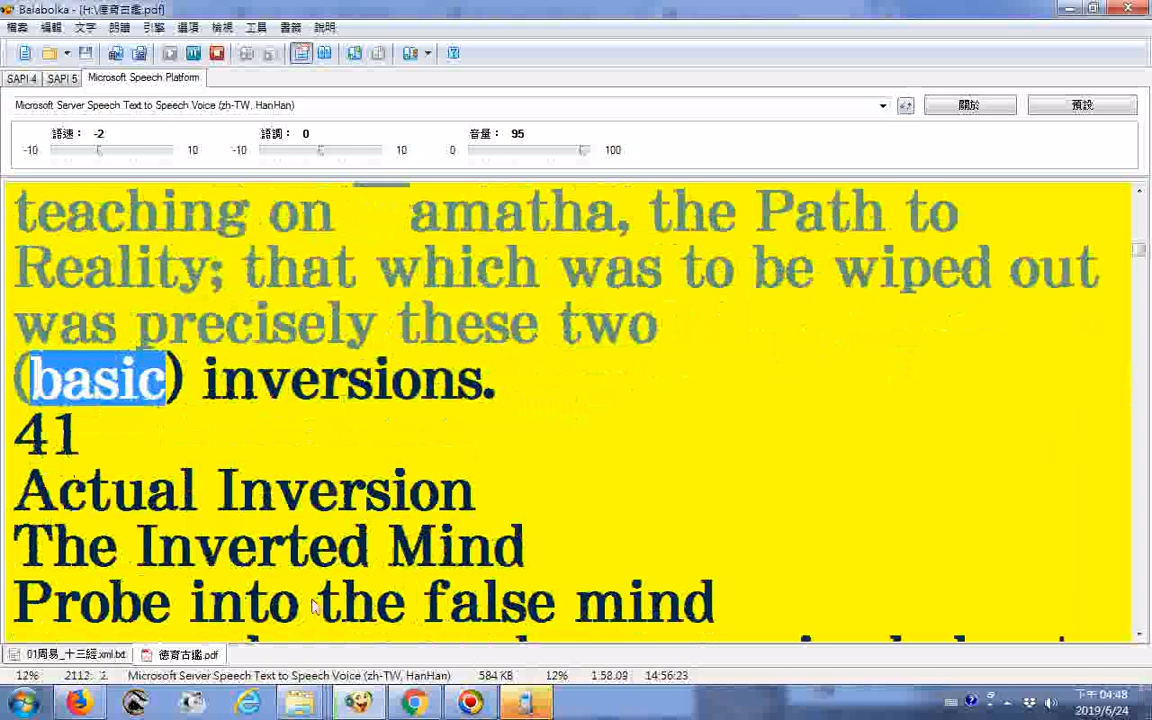 Balabolka - [H:\德育古鑑.pdf]
檔案 編輯 文字 朗讀 引擎 選項 檢視 工具 書籤 說明
SAPI 4 SAPI 5 Microsoft Speech Platform
Microsoft Server Speech Text to Speech Voice (zh-TW, HanHan) 關於 預設
語速： -2 語調： 0 音量： 95
-10 10 -10 10 0 100
teaching on amatha, the Path to
Reality; that which was to be wiped out
was precisely these two
(basic) inversions.
41
Actual Inversion
The Inverted Mind
Probe into the false mind
01周易_十三經.xml.txt 德育古鑑.pdf
12% Microsoft Server Speech Text to Speech Voice (zh-TW, HanHan) 584 KB 12% 1:58.09 14:56:23
下午 04:48
2019/6/24